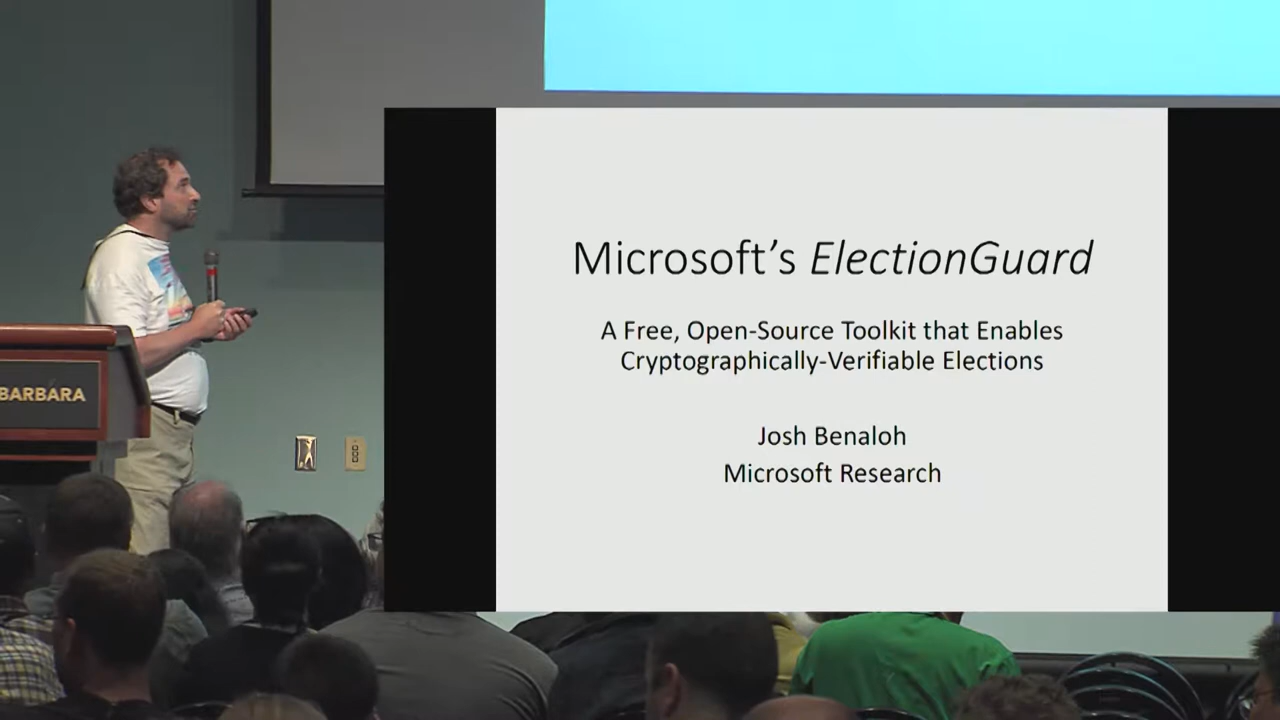 BARBARA
Microsoft's ElectionGuard
A Free, Open-Source Toolkit that Enables
Cryptographically-Verifiable Elections
Josh Benaloh
Microsoft Research